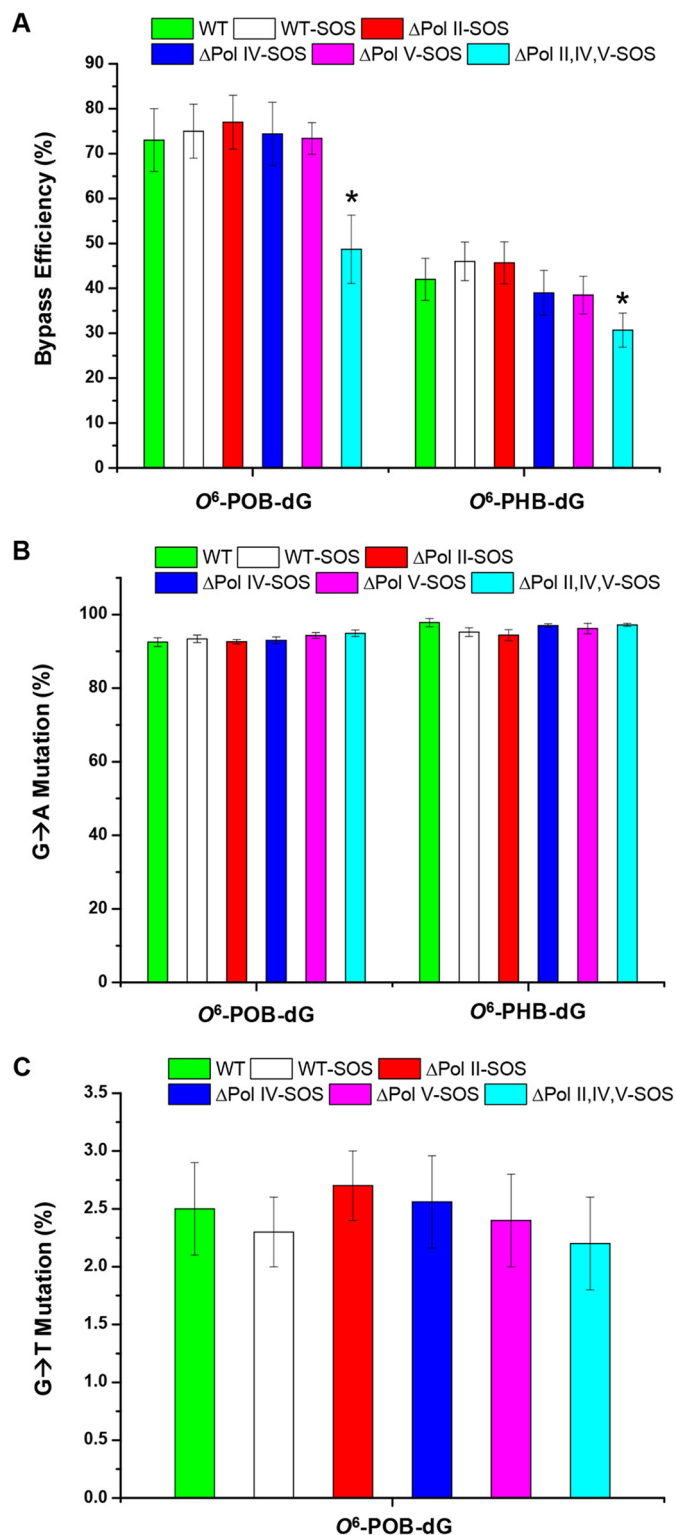 A
WT WT-SOS ΔPol II-SOS
ΔPol IV-SOS ΔPol V-SOS ΔPol II,IV,V-SOS
90
80
70
60
50
40
30
20
10
0
Bypass Efficiency (%)
*
*
O⁶-POB-dG O⁶-PHB-dG
B
WT WT-SOS ΔPol II-SOS
ΔPol IV-SOS ΔPol V-SOS ΔPol II,IV,V-SOS
100
80
60
40
20
0
G→A Mutation (%)
O⁶-POB-dG O⁶-PHB-dG
C
WT WT-SOS ΔPol II-SOS
ΔPol IV-SOS ΔPol V-SOS ΔPol II,IV,V-SOS
3.5
3.0
2.5
2.0
1.5
1.0
0.5
0.0
G→T Mutation (%)
O⁶-POB-dG